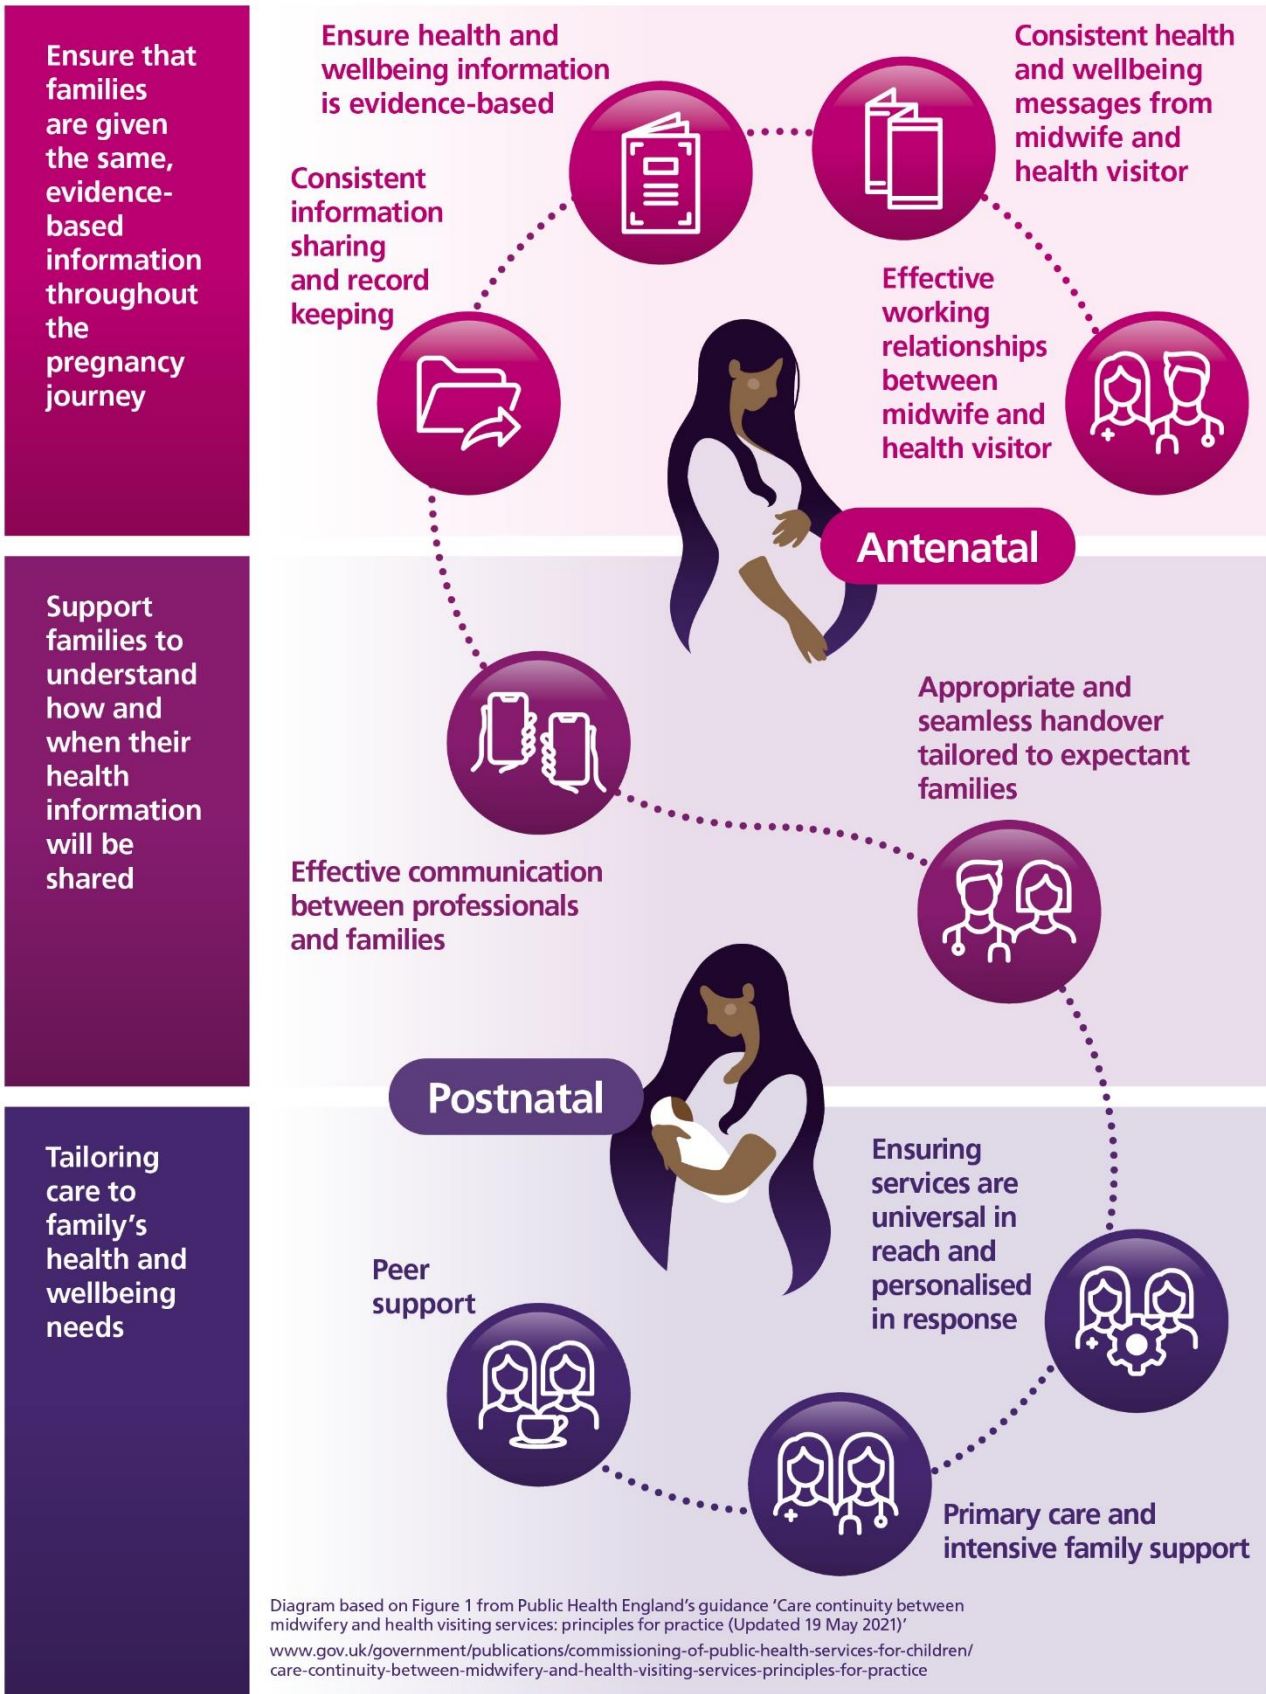 Ensure that
families
are given
the same,
evidence-
based
information
throughout
the
pregnancy
journey
Ensure health and
wellbeing information
is evidence-based
Consistent health
and wellbeing
messages from
midwife and
health visitor
Consistent
information
sharing
and record
keeping
Effective
working
relationships
between
midwife and
health visitor
Antenatal
Support
families to
understand
how and
when their
health
information
will be
shared
Appropriate and
seamless handover
tailored to expectant
families
Effective communication
between professionals
and families
Postnatal
Tailoring
care to
family’s
health and
wellbeing
needs
Ensuring
services are
universal in
reach and
personalised
in response
Peer
support
Primary care and
intensive family support
Diagram based on Figure 1 from Public Health England’s guidance ‘Care continuity between
midwifery and health visiting services: principles for practice (Updated 19 May 2021)’
www.gov.uk/government/publications/commissioning-of-public-health-services-for-children/
care-continuity-between-midwifery-and-health-visiting-services-principles-for-practice